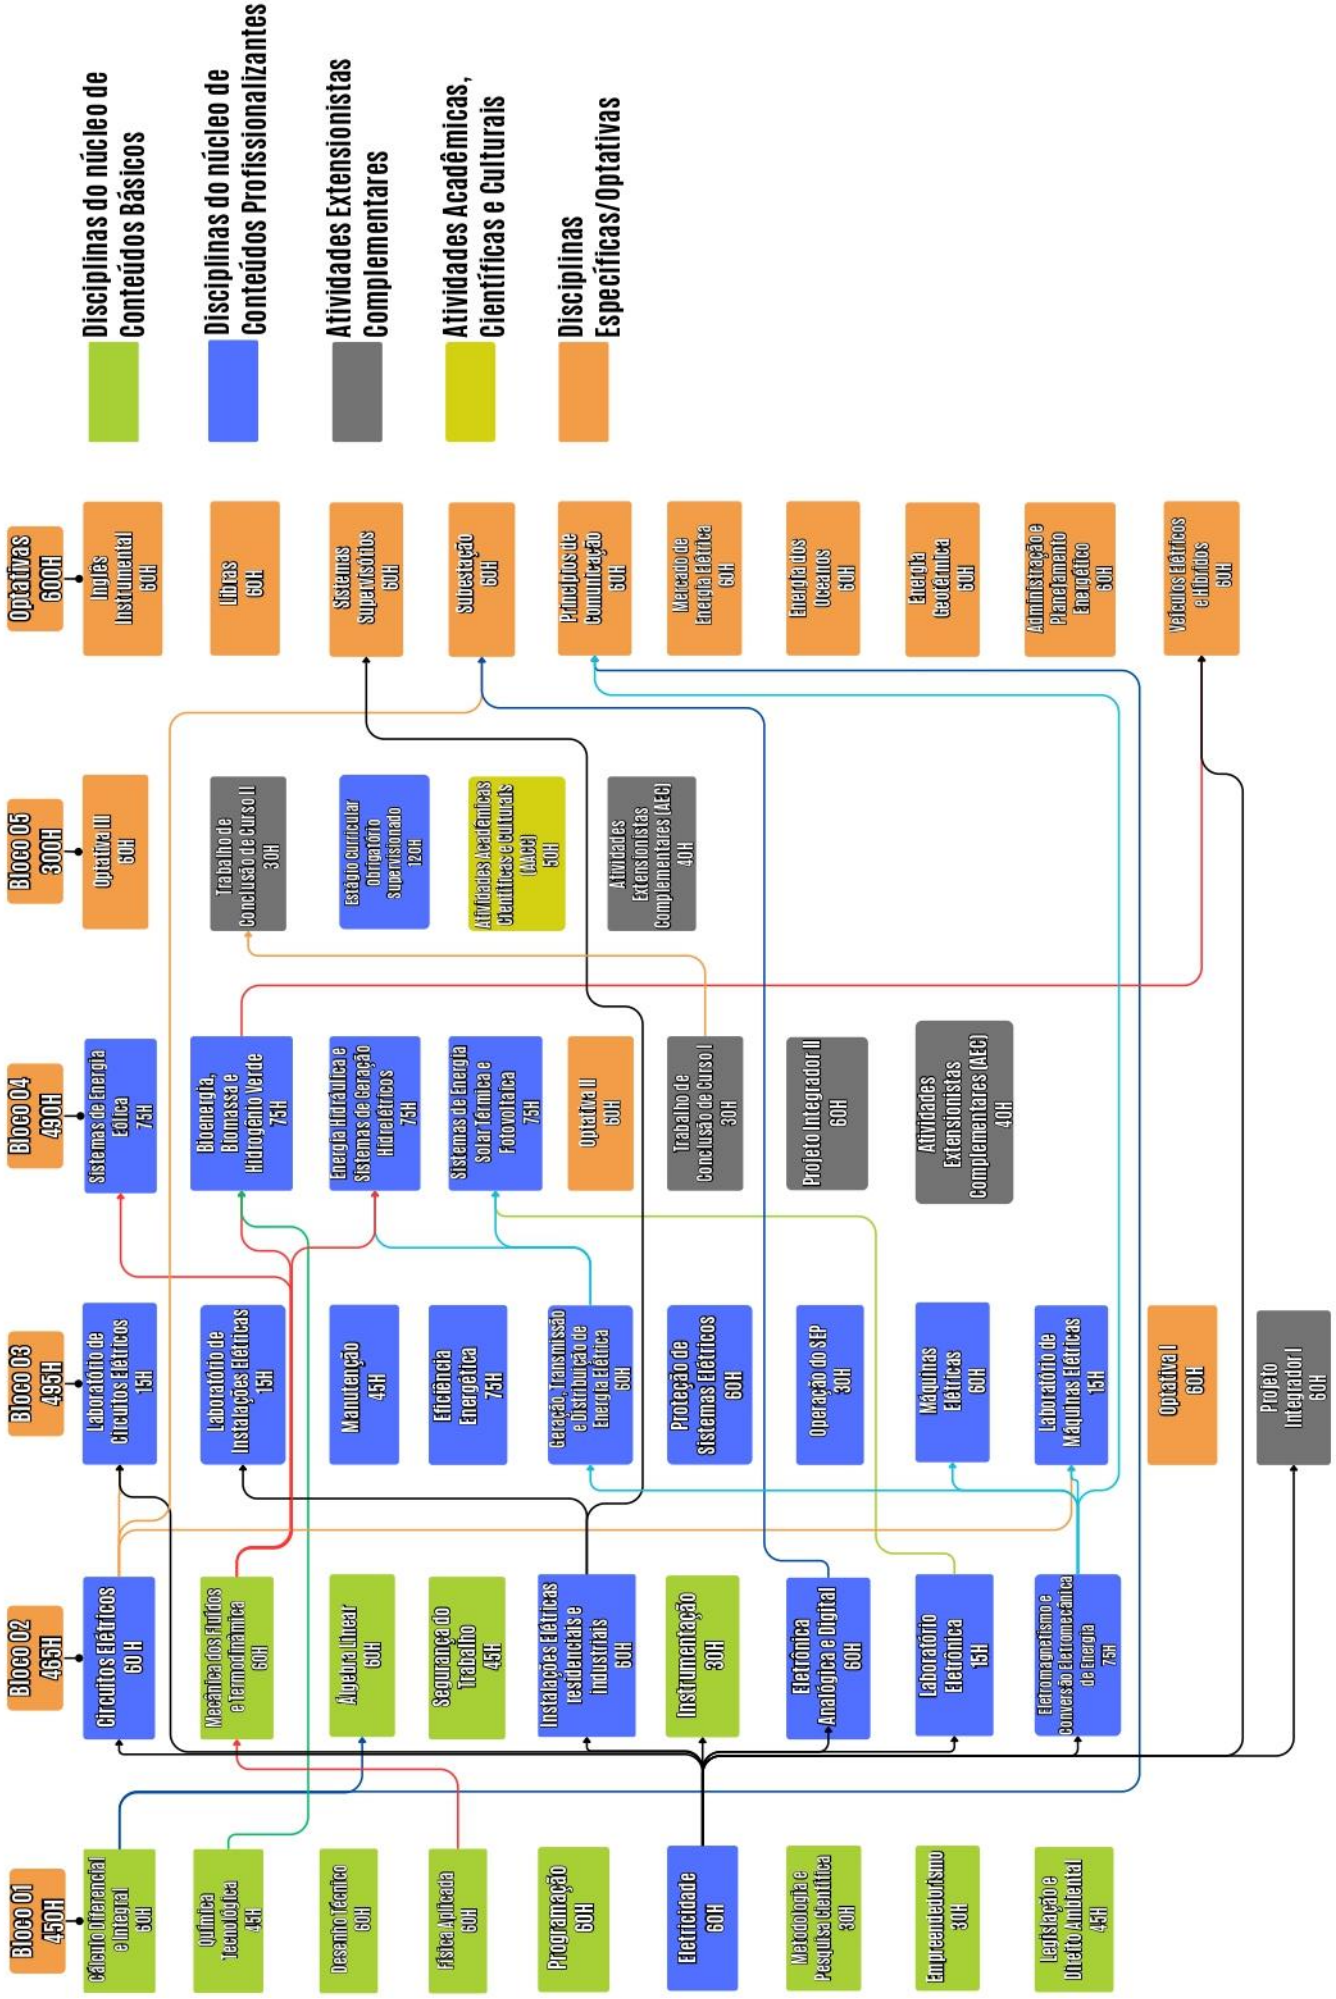 Bloco 01
450H
Cálculo Diferencial
e Integral
60H
Química
Tecnológica
45H
Desenho Técnico
60H
Física Aplicada
60H
Programação
60H
Eletricidade
60H
Metodologia e
Pesquisa Científica
30H
Empreendedorismo
30H
Legislação e
Direito Ambiental
45H
Bloco 02
465H
Circuitos Elétricos
60 H
Mecânica dos Fluídos
e Termodinâmica
60H
Álgebra Linear
60H
Segurança do
Trabalho
45H
Instalações Elétricas
residenciais e
industriais
60H
Instrumentação
30H
Eletrônica
Analógica e Digital
60H
Laboratório
Eletrônica
15H
Eletromagnetismo e
Conversão Eletromecânica
de Energia
75H
Bloco 03
495H
Laboratório de
Circuitos Elétricos
15H
Laboratório de
Instalações Elétricas
15H
Manutenção
45H
Eficiência
Energética
75H
Geração, Transmissão
e Distribuição de
Energia Elétrica
60H
Proteção de
Sistemas Elétricos
60H
Operação do SEP
30H
Máquinas
Elétricas
60H
Laboratório de
Máquinas Elétricas
15H
Optativa I
60H
Projeto
Integrador I
60H
Bloco 04
490H
Sistemas de Energia
Eólica
75H
Bioenergia,
Biomassa e
Hidrogênio Verde
75H
Energia Hidráulica e
Sistemas de Geração
Hidrelétricos
75H
Sistemas de Energia
Solar Térmica e
Fotovoltaica
75H
Optativa II
60H
Trabalho de
Conclusão de Curso I
30H
Projeto Integrador II
60H
Atividades
Extensionistas
Complementares (AEC)
40H
Bloco 05
300H
Optativa III
60H
Trabalho de
Conclusão de Curso II
30H
Estágio Curricular
Obrigatório
Supervisionado
120H
Atividades Acadêmicas
Científicas e Culturais
(AACC)
50H
Atividades
Extensionistas
Complementares (AEC)
40H
Optativas
600H
Inglês
Instrumental
60H
Libras
60H
Sistemas
Supervisórios
60H
Subestação
60H
Princípios de
Comunicação
60H
Mercado de
Energia Elétrica
60H
Energia dos
Oceanos
60H
Energia
Geotérmica
60H
Administração e
Planejamento
Energético
60H
Veículos Elétricos
e Híbridos
60H
Disciplinas do núcleo de
Conteúdos Básicos
Disciplinas do núcleo de
Conteúdos Profissionalizantes
Atividades Extensionistas
Complementares
Atividades Acadêmicas,
Científicas e Culturais
Disciplinas
Específicas/Optativas